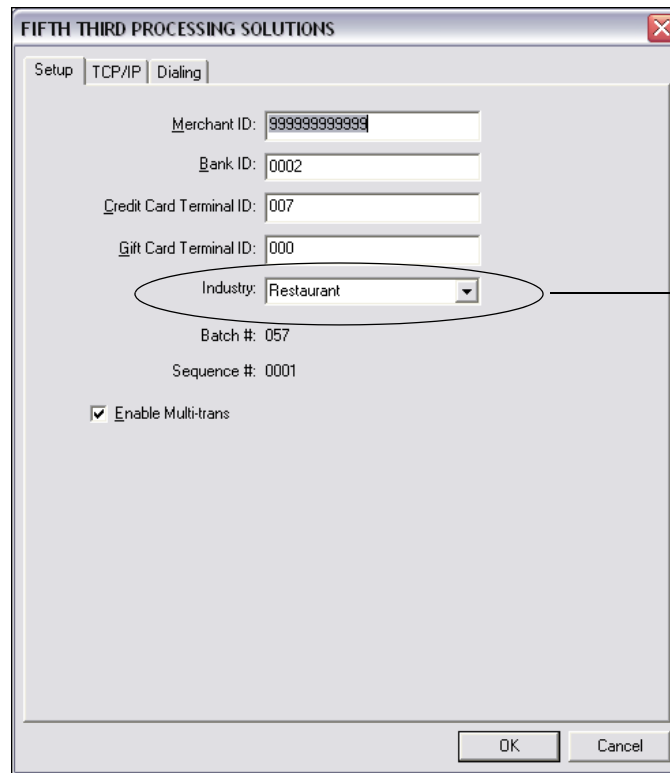 FIFTH THIRD PROCESSING SOLUTIONS
Setup TCP/IP Dialing
Merchant ID: 999999999999
Bank ID: 0002
Credit Card Terminal ID: 007
Gift Card Terminal ID: 000
Industry: Restaurant
Batch #: 057
Sequence #: 0001
Enable Multi-trans
OK Cancel